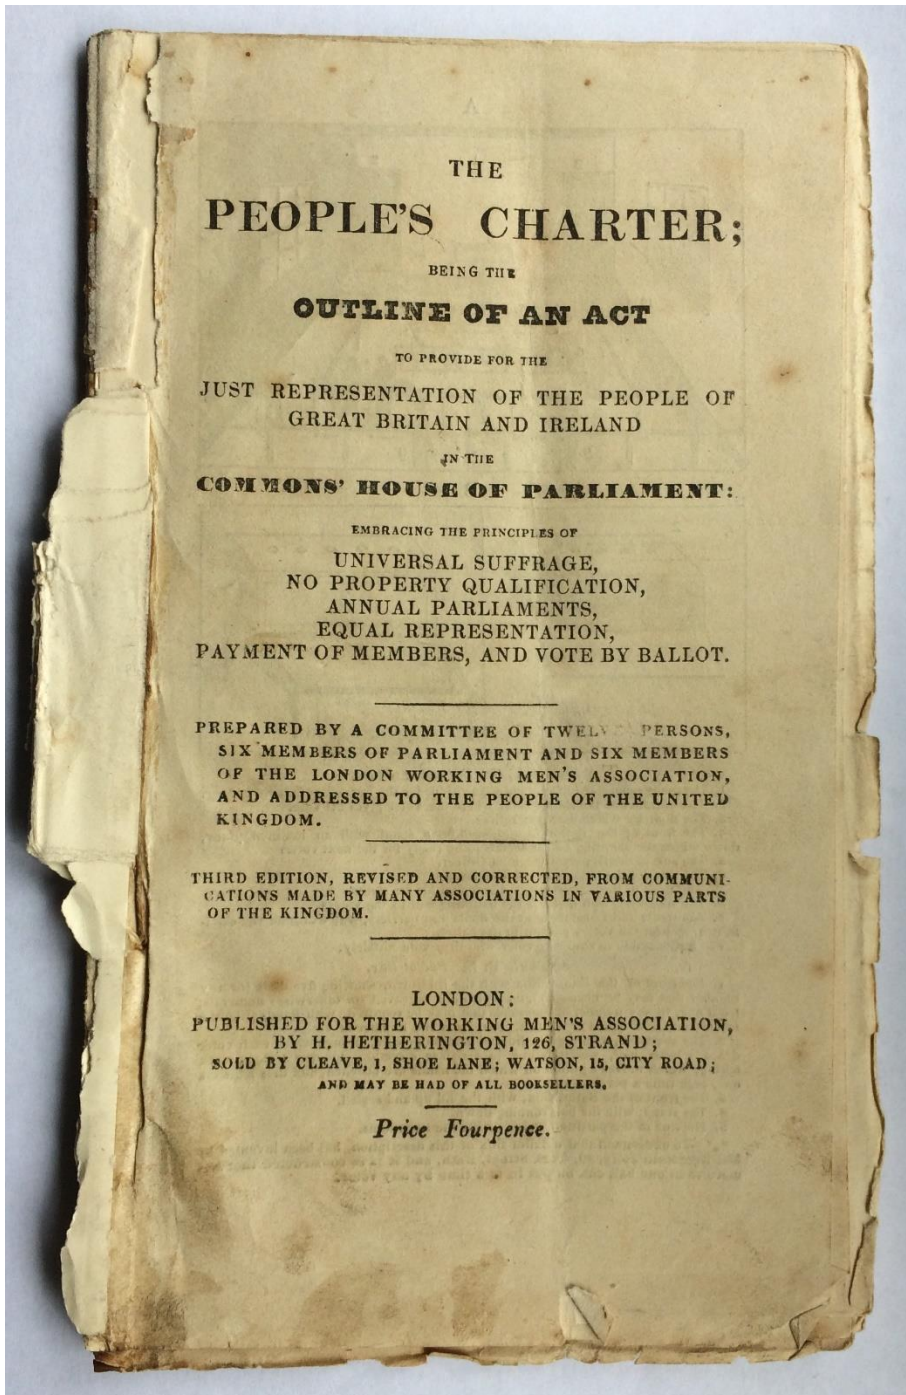 THE
PEOPLE'S CHARTER;
BEING THE
OUTLINE OF AN ACT
TO PROVIDE FOR THE
JUST REPRESENTATION OF THE PEOPLE OF
GREAT BRITAIN AND IRELAND
IN THE
COMMONS' HOUSE OF PARLIAMENT:
EMBRACING THE PRINCIPLES OF
UNIVERSAL SUFFRAGE,
NO PROPERTY QUALIFICATION,
ANNUAL PARLIAMENTS,
EQUAL REPRESENTATION,
PAYMENT OF MEMBERS, AND VOTE BY BALLOT.
PREPARED BY A COMMITTEE OF PERSONS,
SIX MEMBERS OF PARLIAMENT AND SIX MEMBERS
OF THE LONDON WORKING MEN'S ASSOCIATION,
AND ADDRESSED TO THE PEOPLE OF THE UNITED
KINGDOM.
THIRD EDITION, REVISED AND CORRECTED, FROM COMMUNI-
CATIONS MADE BY MANY ASSOCIATIONS IN VARIOUS PARTS
OF THE KINGDOM.
LONDON:
PUBLISHED FOR THE WORKING MEN'S ASSOCIATION,
BY H. HETHERINGTON, 126, STRAND;
SOLD BY CLEAVE, 1, SHOE LANE; WATSON, 15, CITY ROAD;
AND MAY BE HAD OF ALL BOOKSELLERS.
Price Fourpence.